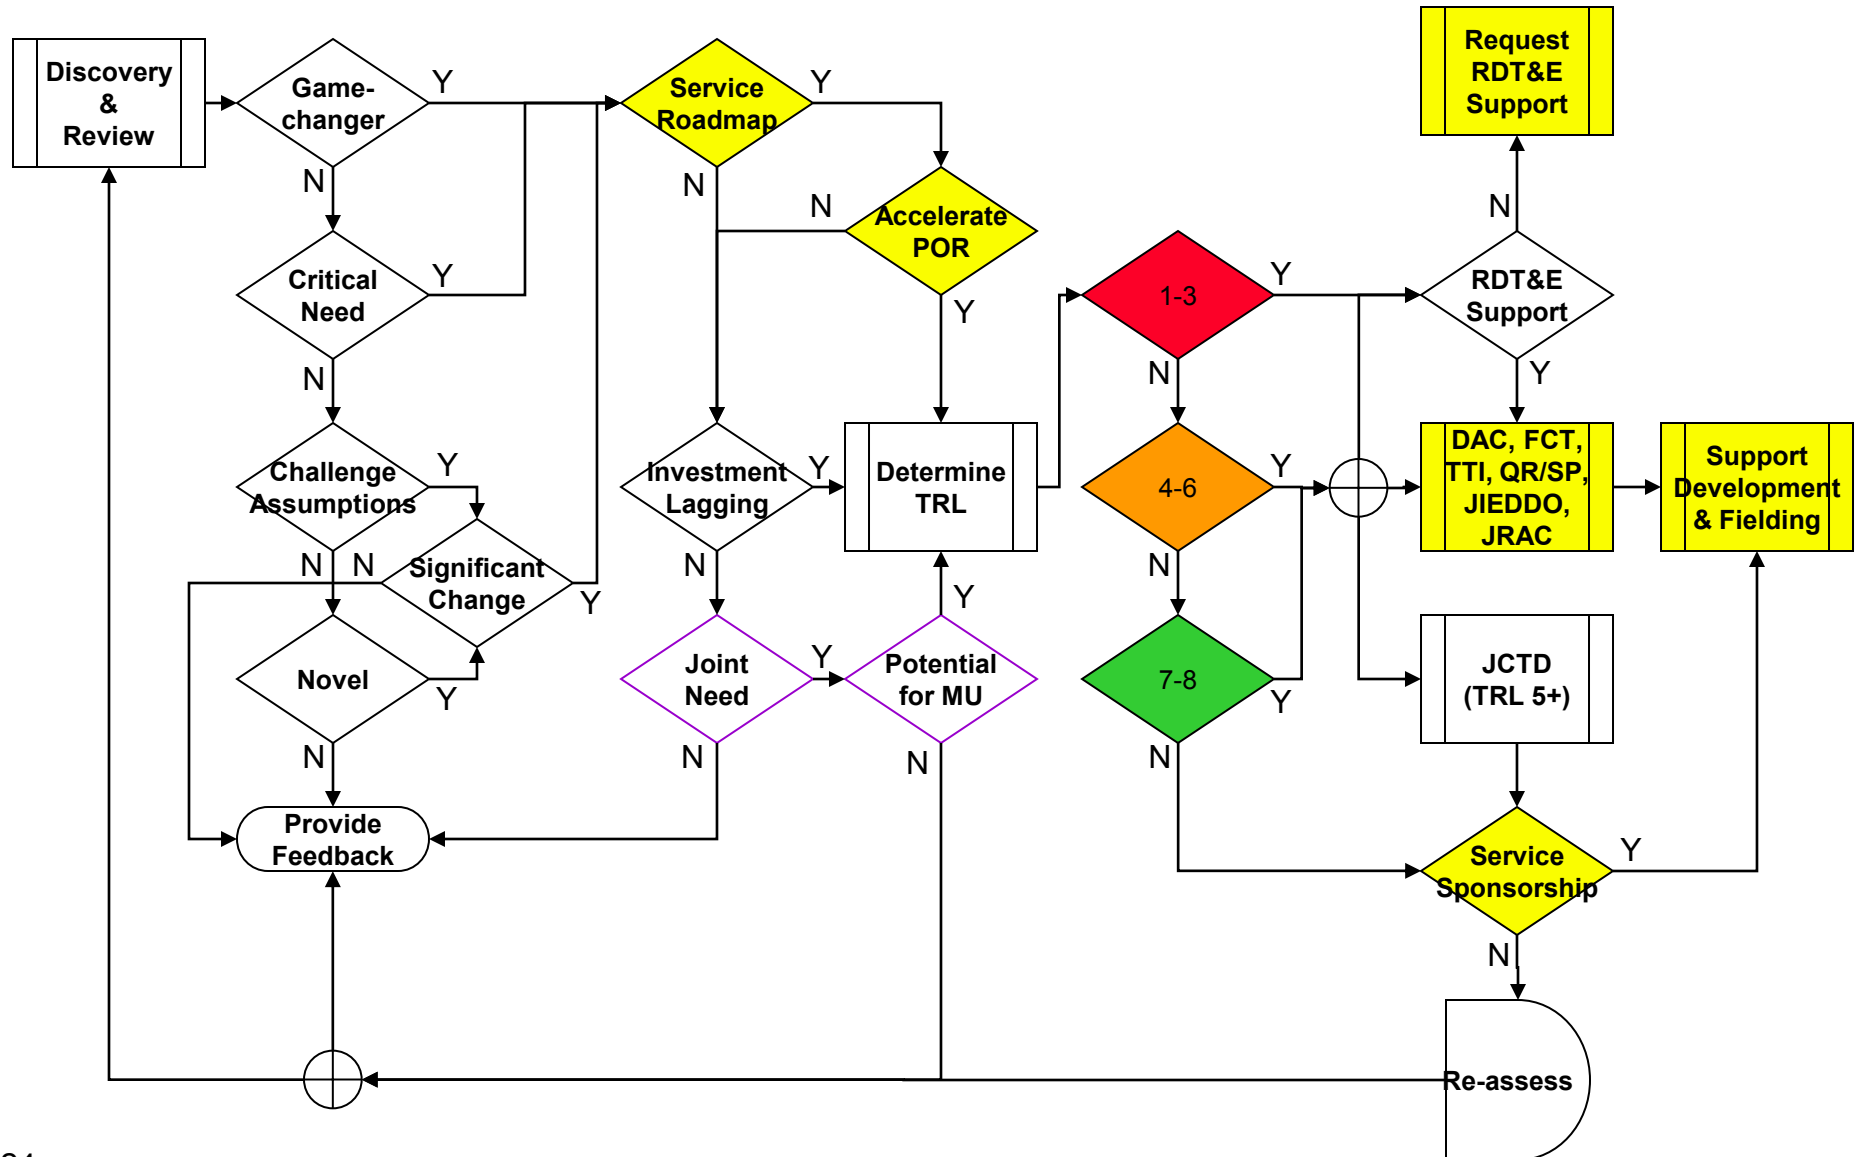 Discovery
&
Review
Game-
changer
Y
N
Critical
Need
Y
N
Challenge
Assumptions
Y
N
N
Significant
Change
Y
Novel
Y
N
Provide
Feedback
Service
Roadmap
Y
N
N
Accelerate
POR
Y
Investment
Lagging
Y
N
Determine
TRL
Joint
Need
Y
N
Potential
for MU
Y
N
1-3
Y
N
4-6
Y
N
7-8
Y
N
Request
RDT&E
Support
N
RDT&E
Support
Y
DAC, FCT,
TTI, QR/SP,
JIEDDO,
JRAC
Support
Development
& Fielding
JCTD
(TRL 5+)
Service
Sponsorship
Y
N
Re-assess